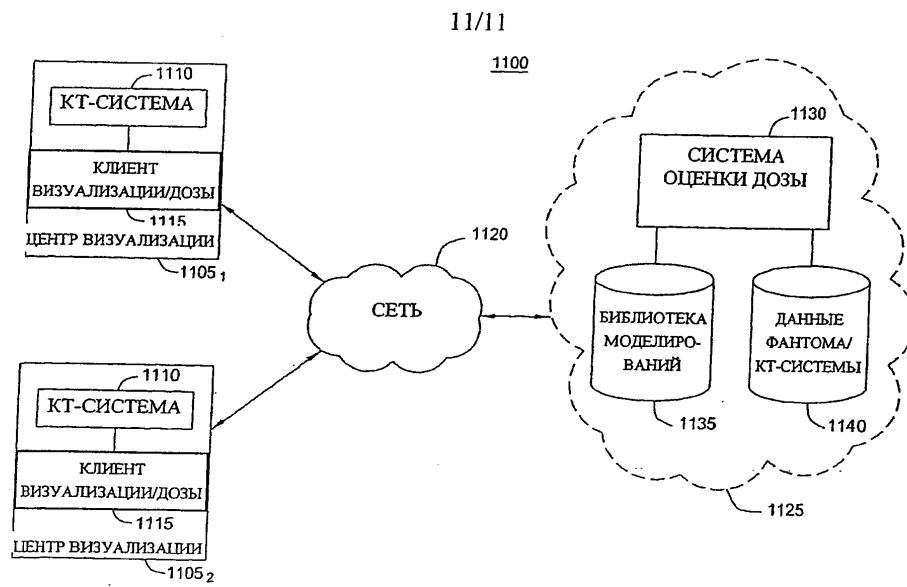 11/11
1100
1110
КТ-СИСТЕМА
КЛИЕНТ
ВИЗУАЛИЗАЦИИ/ДОЗЫ
1115
ЦЕНТР ВИЗУАЛИЗАЦИИ
1105 1
1110
КТ-СИСТЕМА
КЛИЕНТ
ВИЗУАЛИЗАЦИИ/ДОЗЫ
1115
ЦЕНТР ВИЗУАЛИЗАЦИИ
1105 2
1120
СЕТЬ
1130
СИСТЕМА
ОЦЕНКИ ДОЗЫ
БИБЛИОТЕКА
МОДЕЛИРО-
ВАНИЙ
1135
ДАННЫЕ
ФАНТОМА/
КТ-СИСТЕМЫ
1140
1125